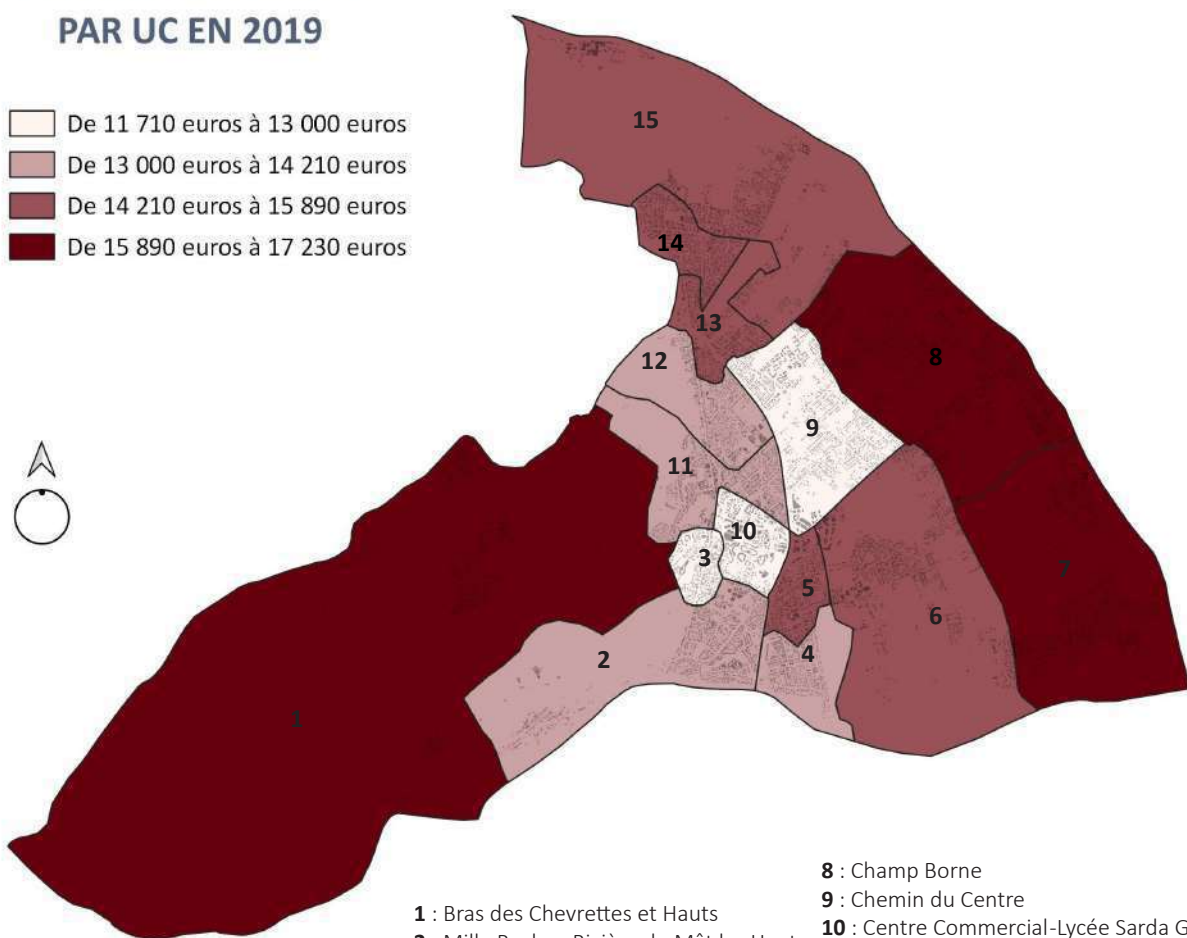 PAR UC EN 2019
De 11 710 euros à 13 000 euros
De 13 000 euros à 14 210 euros
De 14 210 euros à 15 890 euros
De 15 890 euros à 17 230 euros
15
14
13
12
8
9
11
10
3
7
5
6
4
2
1
1 : Bras des Chevrettes et Hauts
8 : Champ Borne
9 : Chemin du Centre
10 : Centre Commercial-Lycée Sarda G